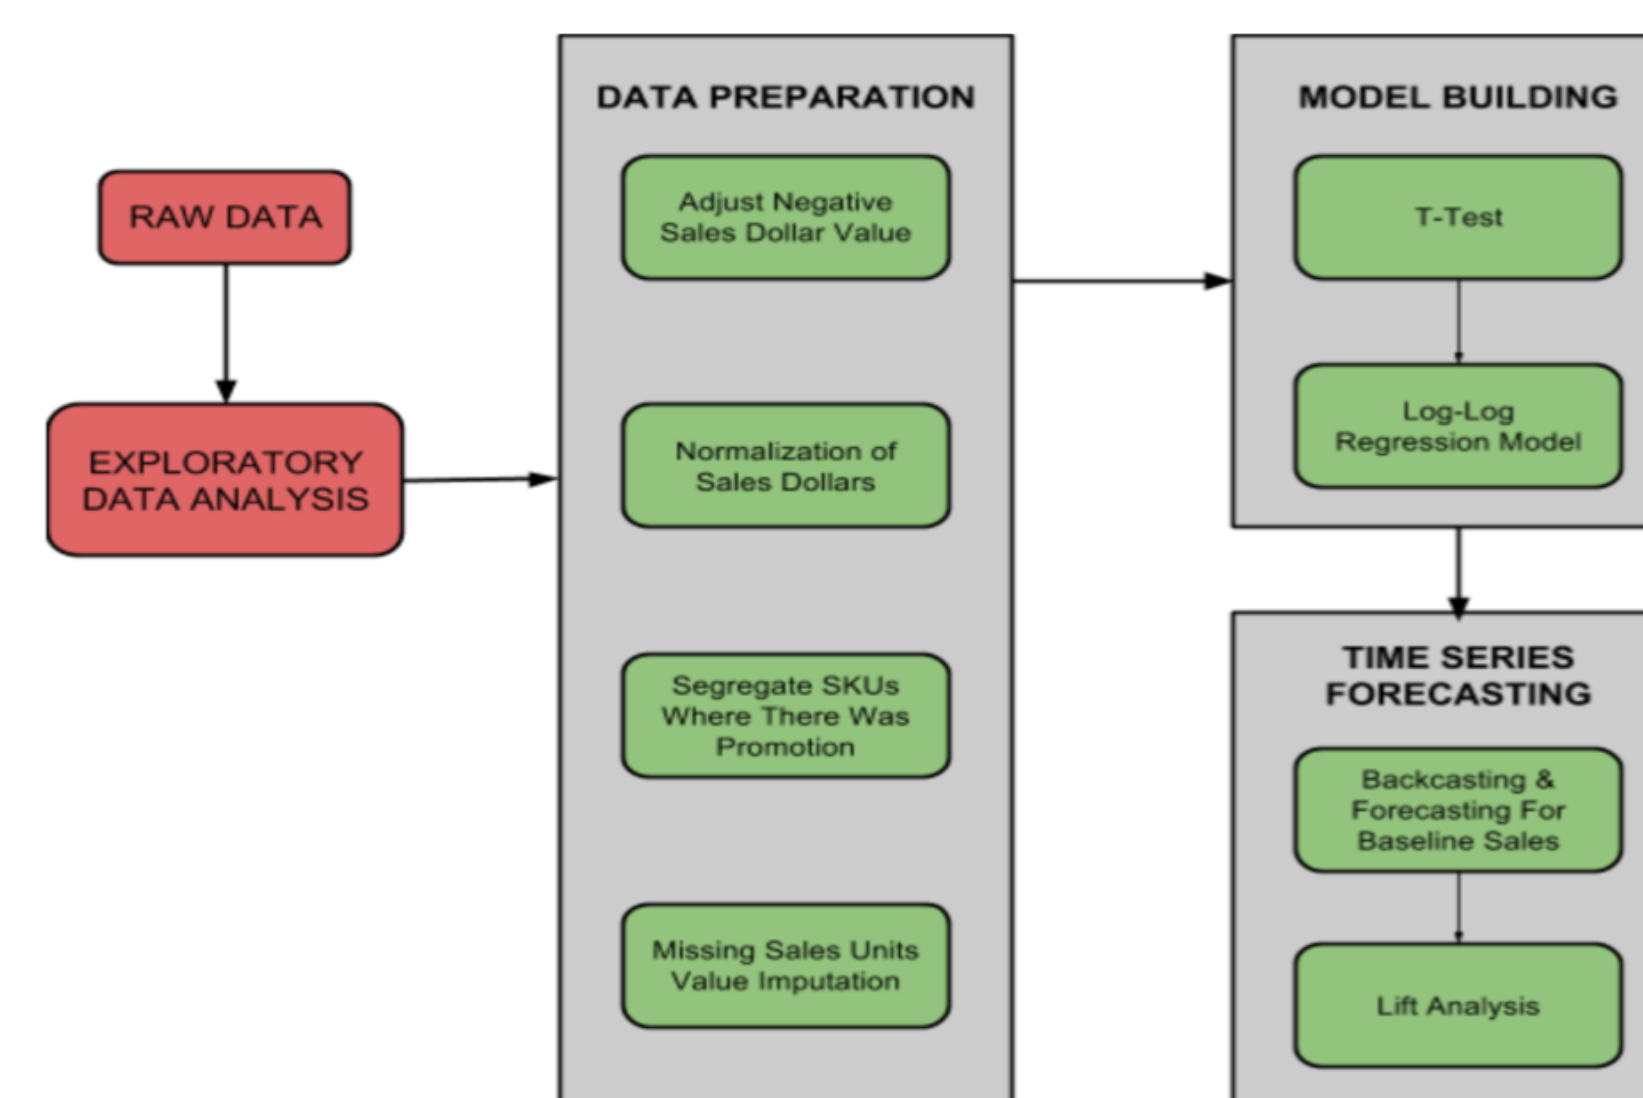 RAW DATA
EXPLORATORY
DATA ANALYSIS
DATA PREPARATION
Adjust Negative
Sales Dollar Value
Normalization of
Sales Dollars
Segregate SKUs
Where There Was
Promotion
Missing Sales Units
Value Imputation
MODEL BUILDING
T-Test
Log-Log
Regression Model
TIME SERIES
FORECASTING
Backcasting &
Forecasting For
Baseline Sales
Lift Analysis